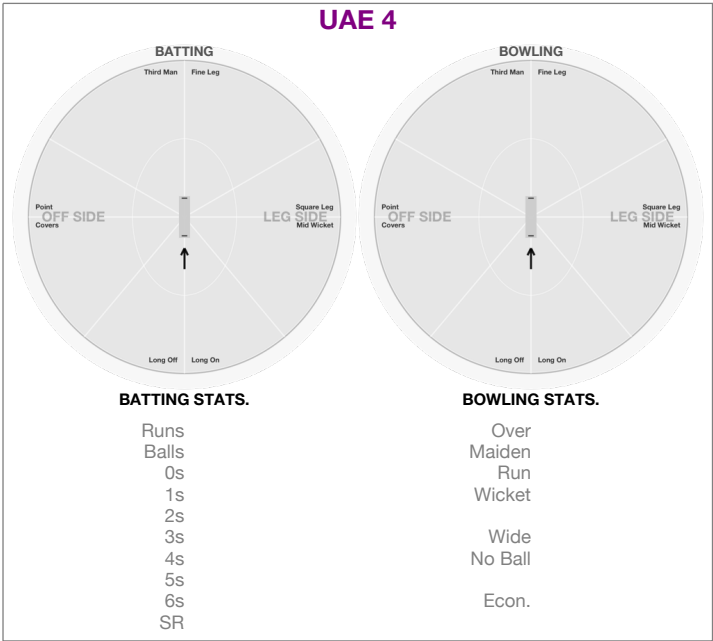 UAE 4
BATTING
Third Man Fine Leg
Point
OFF SIDE
Covers
Square Leg
LEG SIDE
Mid Wicket
Long Off Long On
BOWLING
Third Man Fine Leg
Point
OFF SIDE
Covers
Square Leg
LEG SIDE
Mid Wicket
Long Off Long On
BATTING STATS.
Runs
Balls
0s
1s
2s
3s
4s
5s
6s
SR
BOWLING STATS.
Over
Maiden
Run
Wicket
Wide
No Ball
Econ.